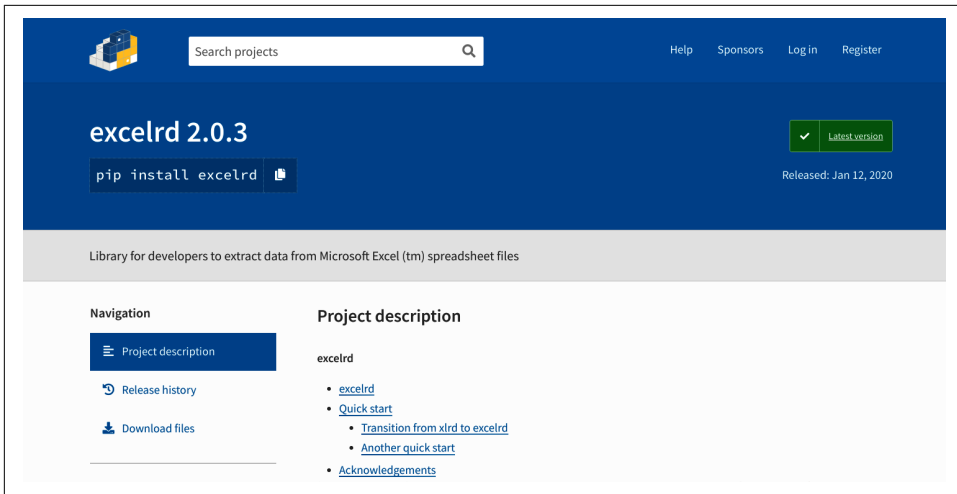 Search projects
Help Sponsors Log in Register
excelrd 2.0.3
Latest version
pip install excelrd
Released: Jan 12, 2020
Library for developers to extract data from Microsoft Excel (tm) spreadsheet files
Navigation
Project description
Release history
Download files
Project description
excelrd
excelrd
Quick start
Transition from xlrd to excelrd
Another quick start
Acknowledgements